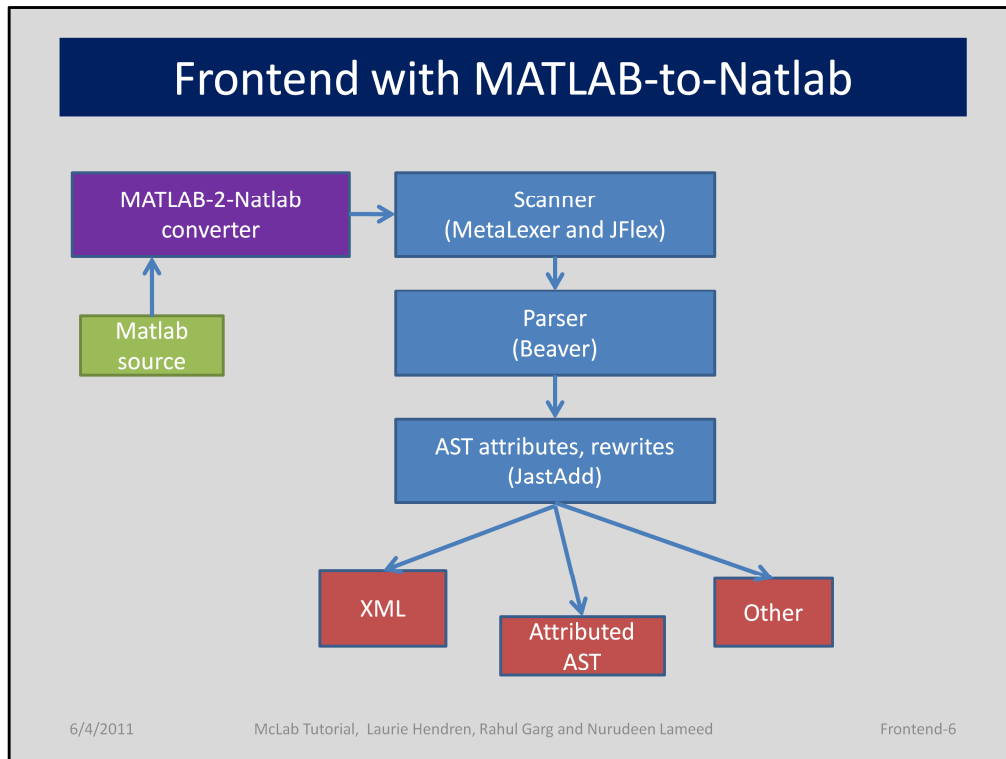 Frontend with MATLAB-to-Natlab
MATLAB-2-Natlab
converter
Scanner
(MetaLexer and JFlex)
Matlab
source
Parser
(Beaver)
AST attributes, rewrites
(JastAdd)
XML
Attributed
AST
Other
6/4/2011
McLab Tutorial, Laurie Hendren, Rahul Garg and Nurudeen Lameed
Frontend-6